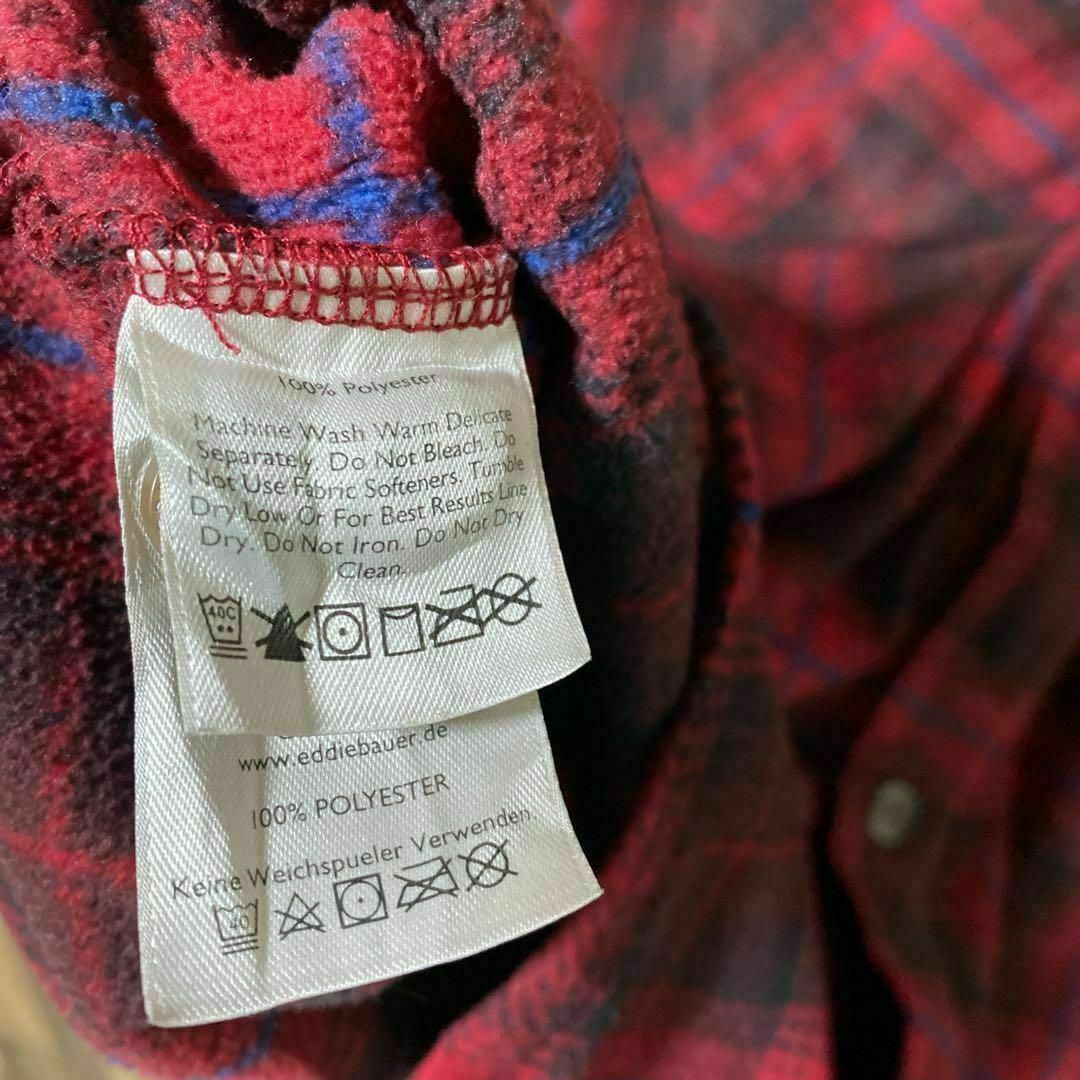 100% Polyester
Machine Wash Warm Delicate
Separately. Do Not Bleach. Do
Not Use Fabric Softeners. Tumble
Dry Low Or For Best Results Line
Dry. Do Not Iron. Do Not Dry
Clean.
40C
www.eddiebauer.de
100% POLYESTER
Keine Weichspueler Verwenden.
40